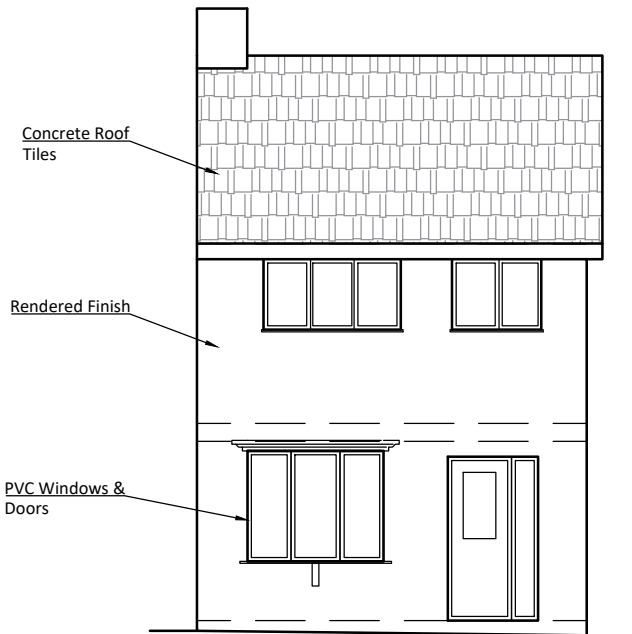 Concrete Roof
Tiles
Rendered Finish
PVC Windows &
Doors